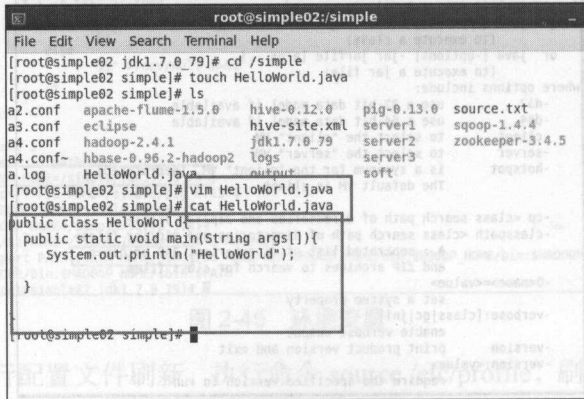 root@simple02:/simple
File Edit View Search Terminal Help
[root@simple02 jdk1.7.0_79]# cd /simple
[root@simple02 simple]# touch HelloWorld.java
[root@simple02 simple]# ls
a2.conf apache-flume-1.5.0 hive-0.12.0 pig-0.13.0 source.txt
a3.conf eclipse hive-site.xml server1 sqoop-1.4.4
a4.conf hadoop-2.4.1 jdk1.7.0_79 server2 zookeeper-3.4.5
a4.conf~ hbase-0.96.2-hadoop2 logs server3
a.log HelloWorld.java output soft
[root@simple02 simple]# vim HelloWorld.java
[root@simple02 simple]# cat HelloWorld.java
public class HelloWorld{
public static void main(String args[]){
System.out.println("HelloWorld");
}
}
[root@simple02 simple]#